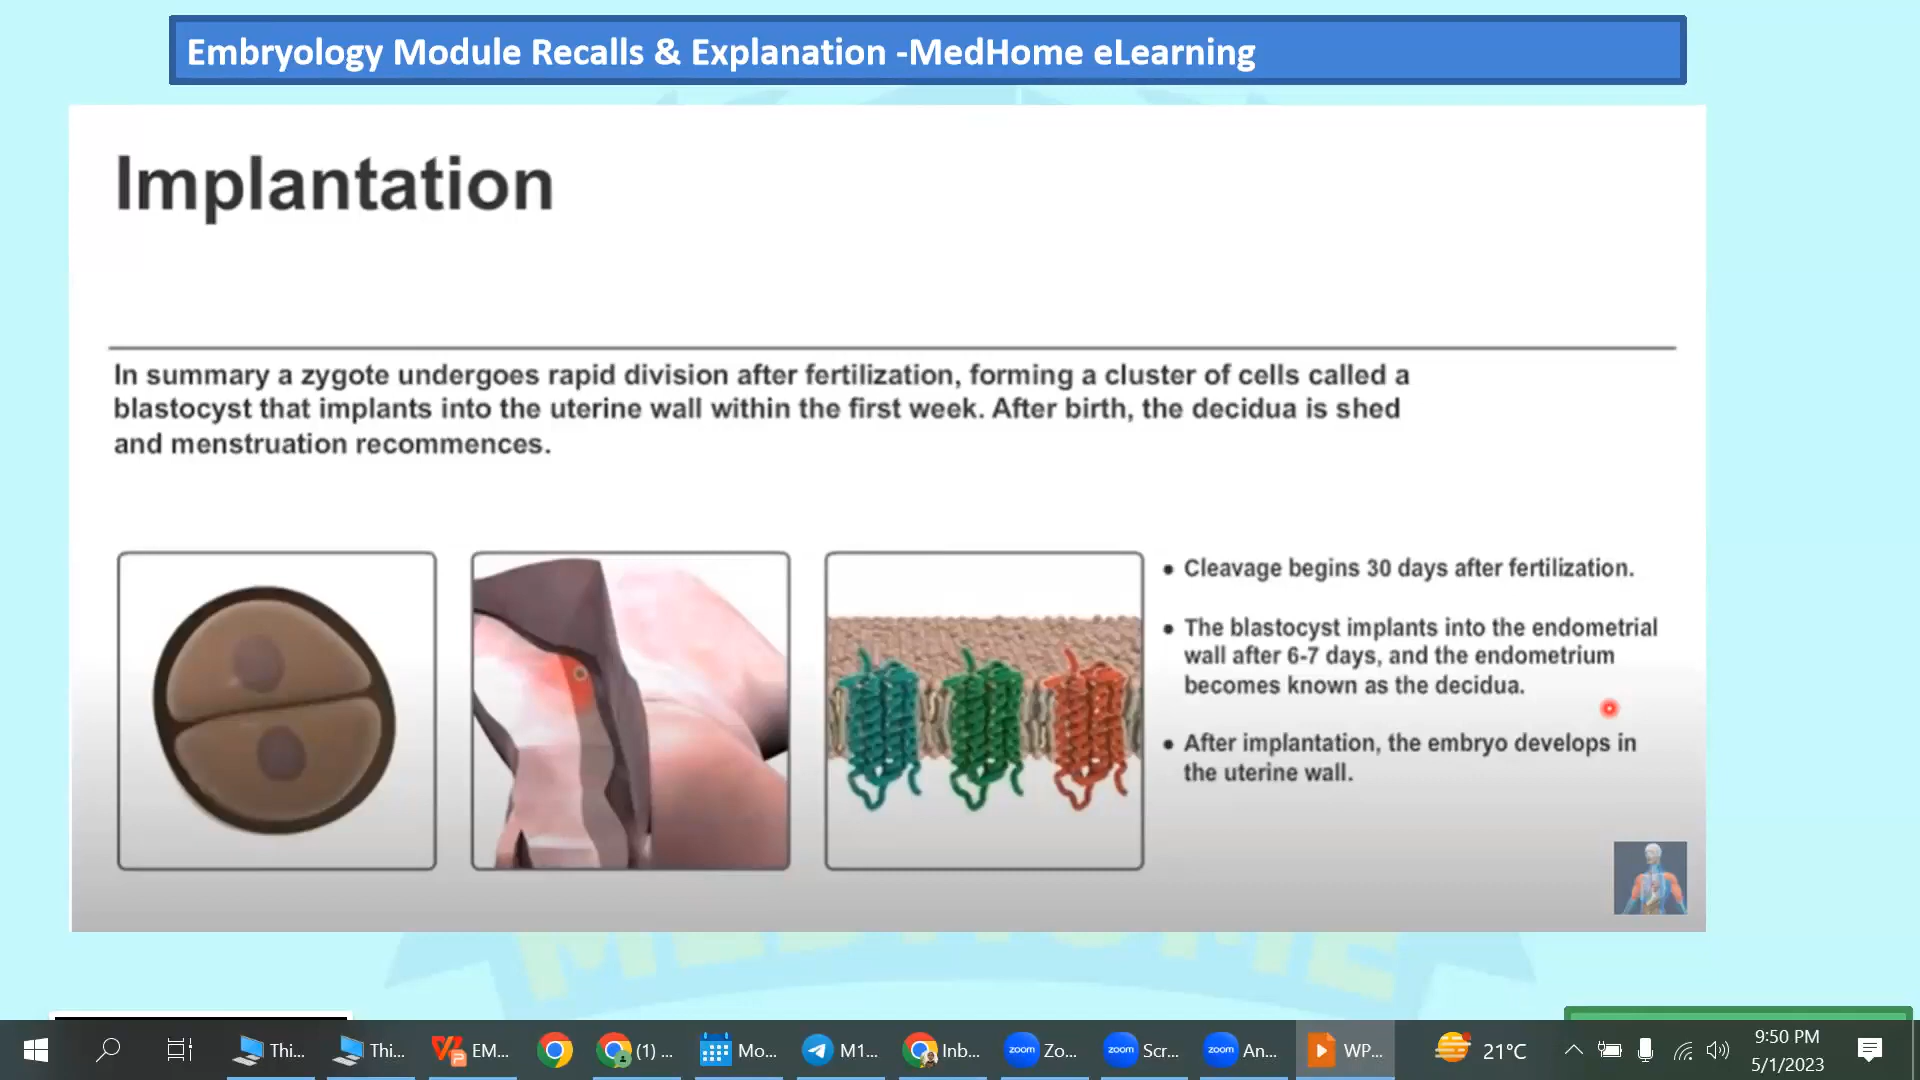 Embryology Module Recalls & Explanation -MedHome eLearning
Implantation
In summary a zygote undergoes rapid division after fertilization, forming a cluster of cells called a
blastocyst that implants into the uterine wall within the first week. After birth, the decidua is shed
and menstruation recommences.
• Cleavage begins 30 days after fertilization.
• The blastocyst implants into the endometrial
wall after 6-7 days, and the endometrium
becomes known as the decidua.
• After implantation, the embryo develops in
the uterine wall.
MEDHOME
Thi...
Thi...
EM...
(1) ...
Mo...
M1...
Inb...
zoom Zo...
zoom Scr...
zoom An...
WP...
21°C
9:50 PM
5/1/2023